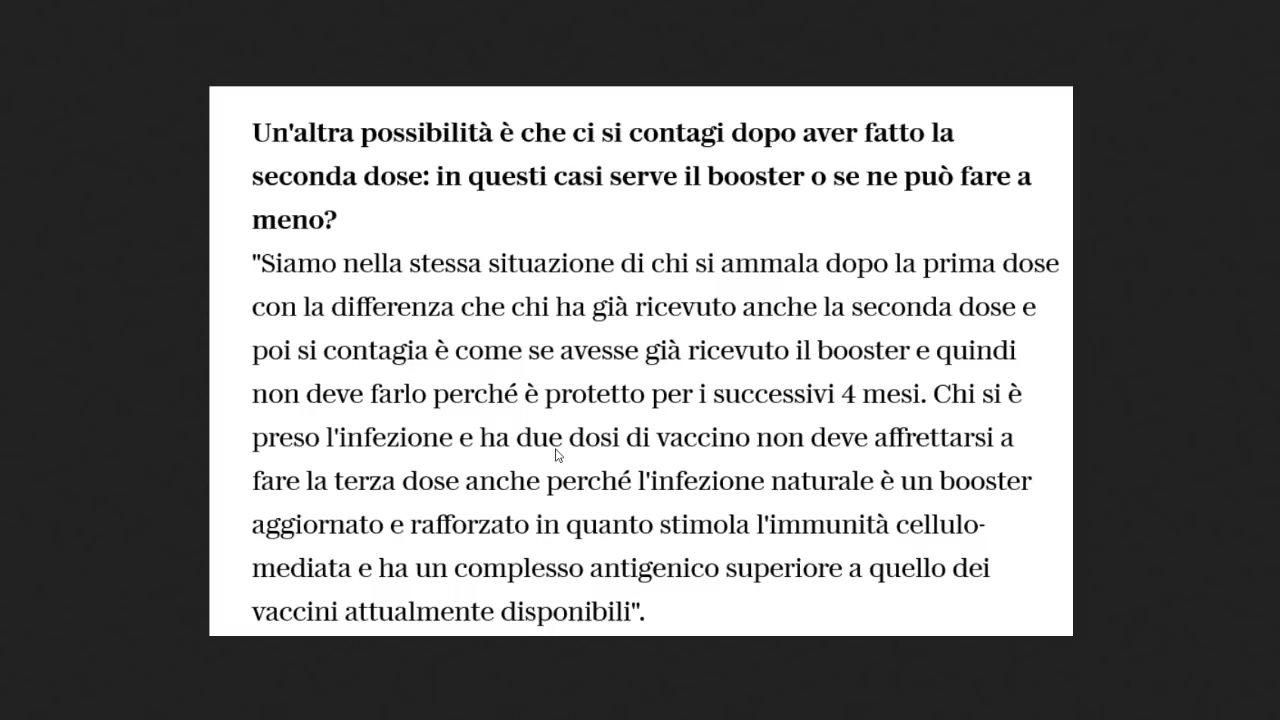 Un'altra possibilità è che ci si contagi dopo aver fatto la
seconda dose: in questi casi serve il booster o se ne può fare a
meno?
"Siamo nella stessa situazione di chi si ammala dopo la prima dose
con la differenza che chi ha già ricevuto anche la seconda dose e
poi si contagia è come se avesse già ricevuto il booster e quindi
non deve farlo perché è protetto per i successivi 4 mesi. Chi si è
preso l'infezione e ha due dosi di vaccino non deve affrettarsi a
fare la terza dose anche perché l'infezione naturale è un booster
aggiornato e rafforzato in quanto stimola l'immunità cellulo-
mediata e ha un complesso antigenico superiore a quello dei
vaccini attualmente disponibili".